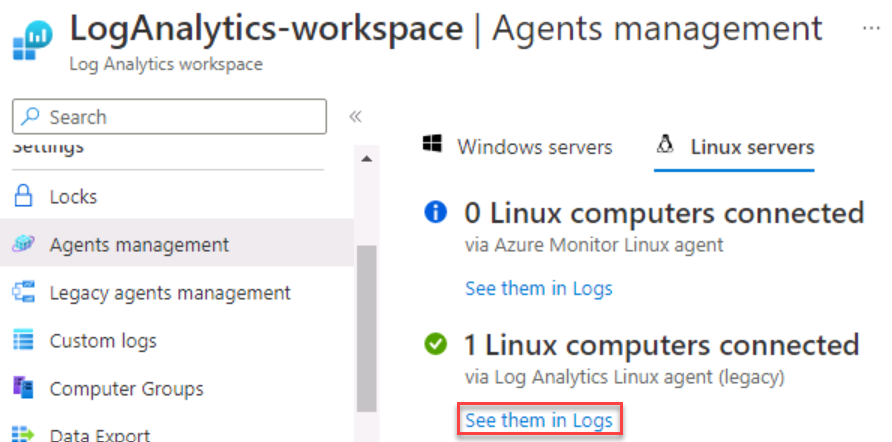 LogAnalytics-workspace | Agents management ...
Log Analytics workspace
Search «
Settings
Locks
Agents management
Legacy agents management
Custom logs
Computer Groups
Data Export
Windows servers Linux servers
0 Linux computers connected
via Azure Monitor Linux agent
See them in Logs
1 Linux computers connected
via Log Analytics Linux agent (legacy)
See them in Logs